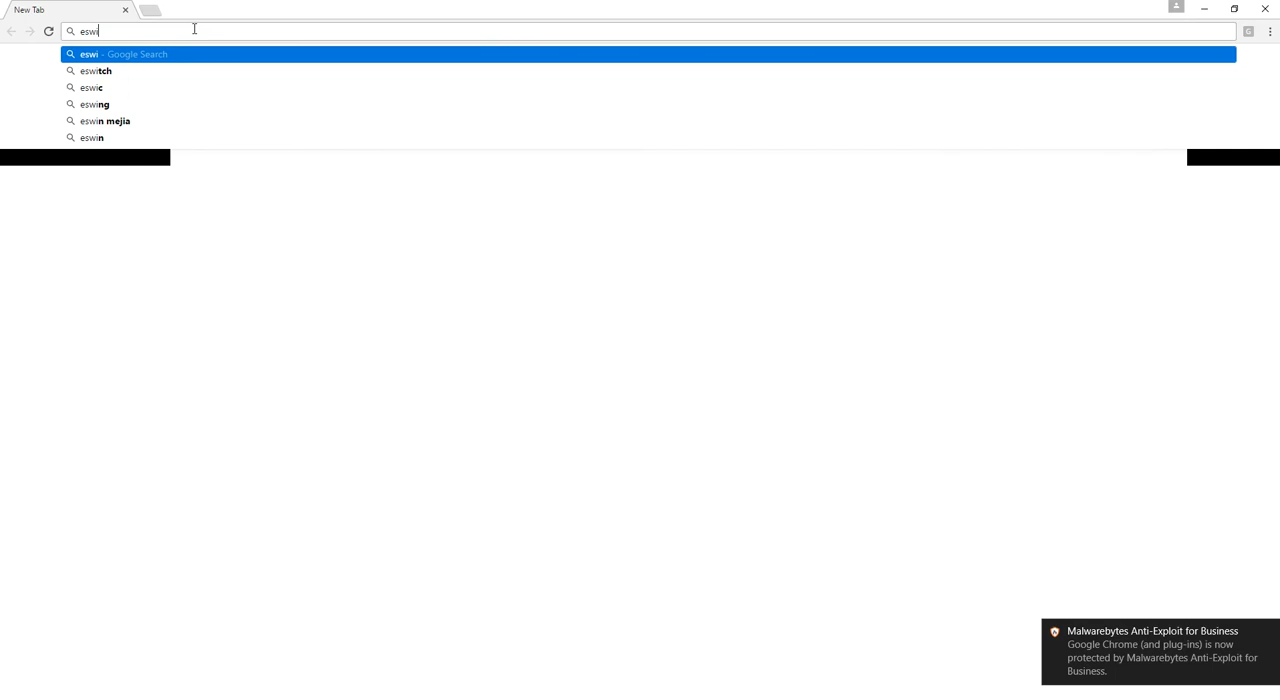 New Tab
eswi
eswi - Google Search
eswitch
eswic
eswing
eswin mejia
eswin
Malwarebytes Anti-Exploit for Business
Google Chrome (and plug-ins) is now
protected by Malwarebytes Anti-Exploit for
Business.